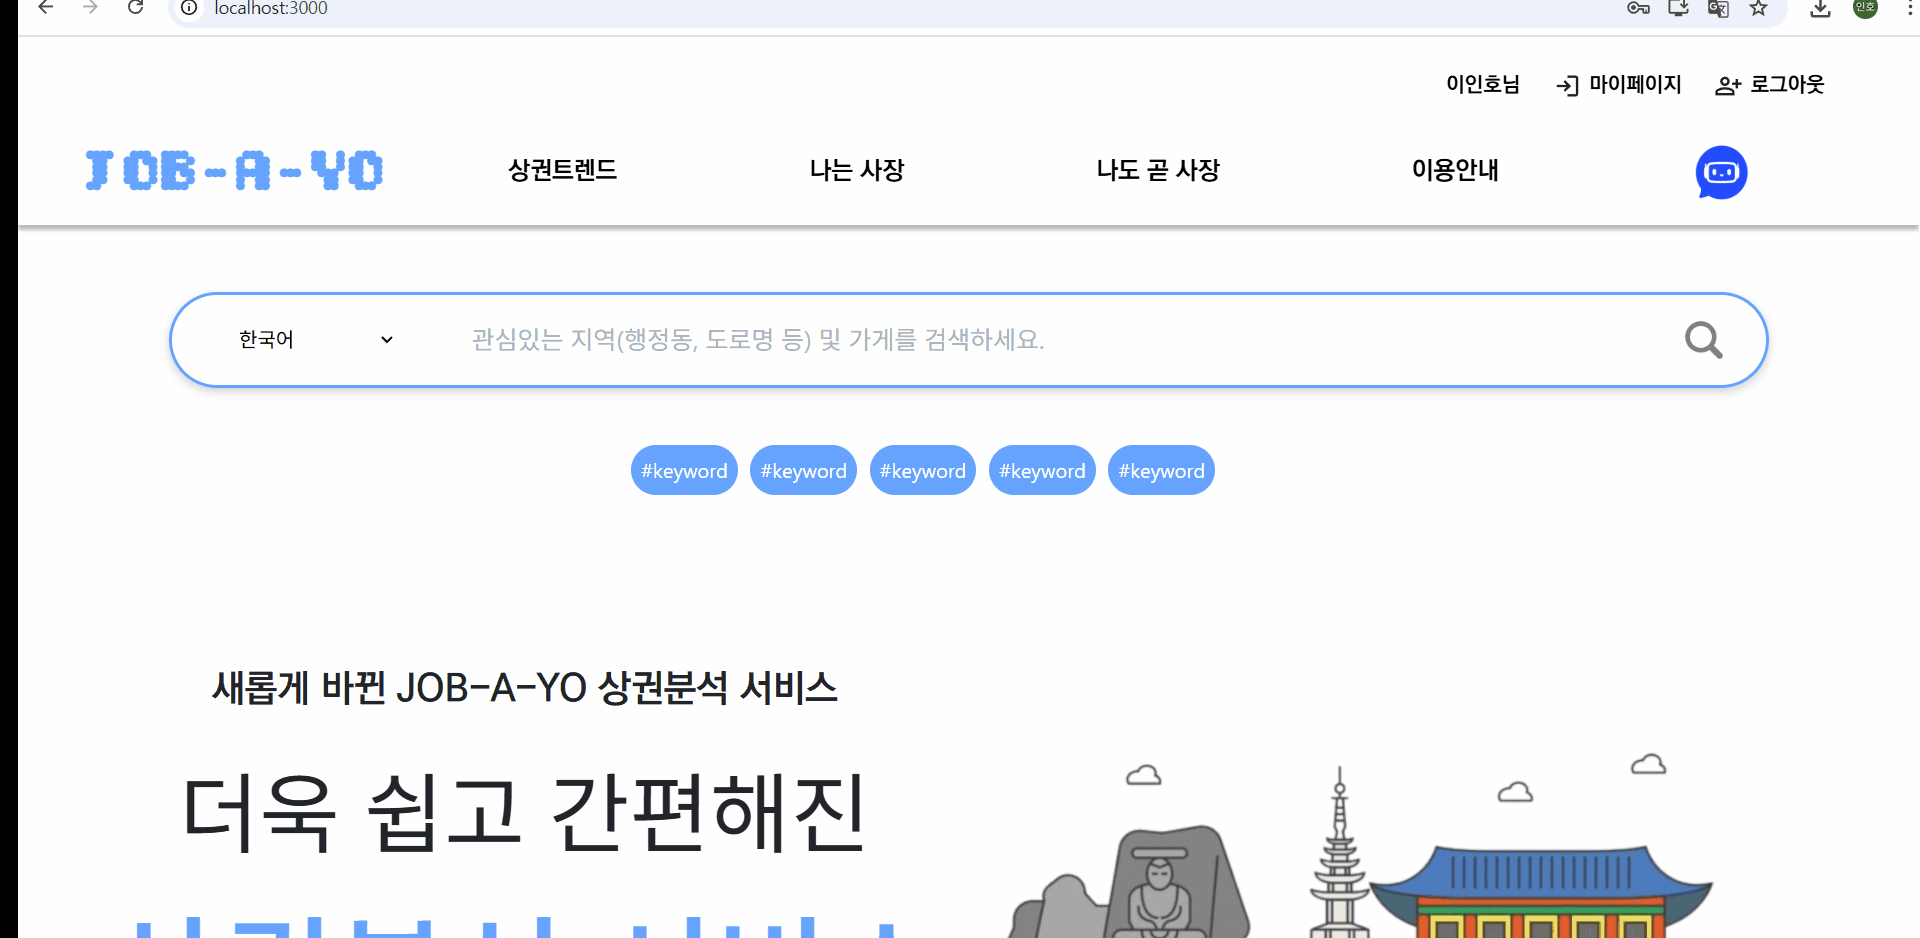 localhost:3000
인호
이인호님 마이페이지 로그아웃
JOB-A-YO 상권트렌드 나는 사장 나도 곧 사장 이용안내
한국어 관심있는 지역(행정동, 도로명 등) 및 가게를 검색하세요.
#keyword #keyword #keyword #keyword #keyword
새롭게 바뀐 JOB-A-YO 상권분석 서비스
더욱 쉽고 간편해진